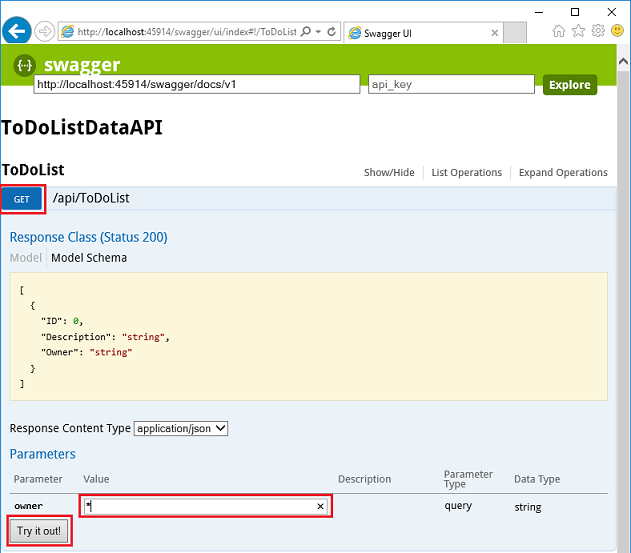 http://localhost:45914/swagger/ui/index#!/ToDoList
Swagger UI
{··} swagger
http://localhost:45914/swagger/docs/v1 api_key Explore
ToDoListDataAPI
ToDoList Show/Hide List Operations Expand Operations
GET /api/ToDoList
Response Class (Status 200)
Model Model Schema
[
{
"ID": 0,
"Description": "string",
"Owner": "string"
}
]
Response Content Type application/json
Parameters
Parameter Value Description Parameter Type Data Type
owner * query string
Try it out!